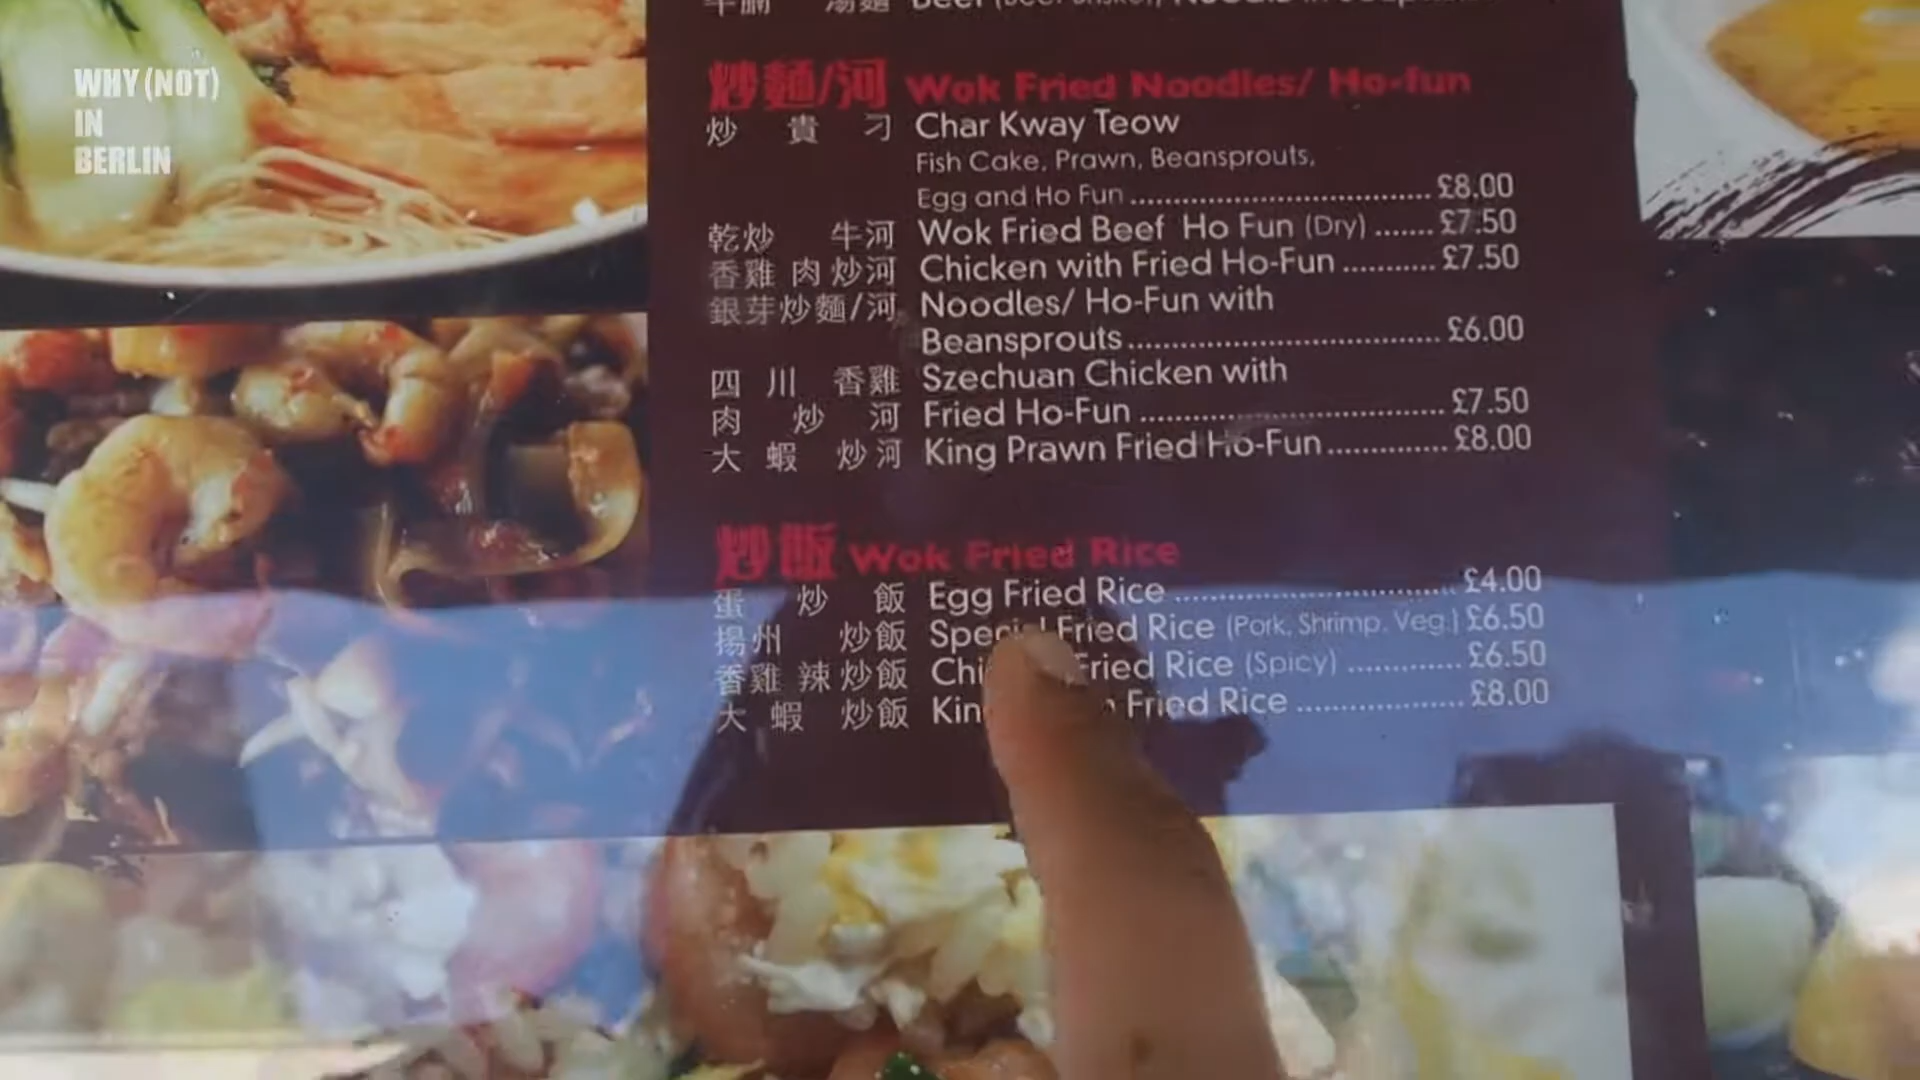 WHY (NOT)
IN
BERLIN
炒麵/河 Wok Fried Noodles/ Ho-fun
炒貴刁 Char Kway Teow
Fish Cake, Prawn, Beansprouts,
Egg and Ho Fun ............ £8.00
乾炒牛河 Wok Fried Beef Ho Fun (Dry) ....... £7.50
香雞肉炒河 Chicken with Fried Ho-Fun ........... £7.50
銀芽炒麵/河 Noodles/ Ho-Fun with
Beansprouts ............ £6.00
四川香雞 Szechuan Chicken with
肉炒河 Fried Ho-Fun ............ £7.50
大蝦炒河 King Prawn Fried Ho-Fun ............. £8.00
炒飯 Wok Fried Rice
蛋炒飯 Egg Fried Rice ............ £4.00
揚州炒飯 Special Fried Rice (Pork, Shrimp, Veg.) £6.50
香雞辣炒飯 Fried Rice (Spicy) ............ £6.50
大蝦炒飯 Fried Rice ............ £8.00